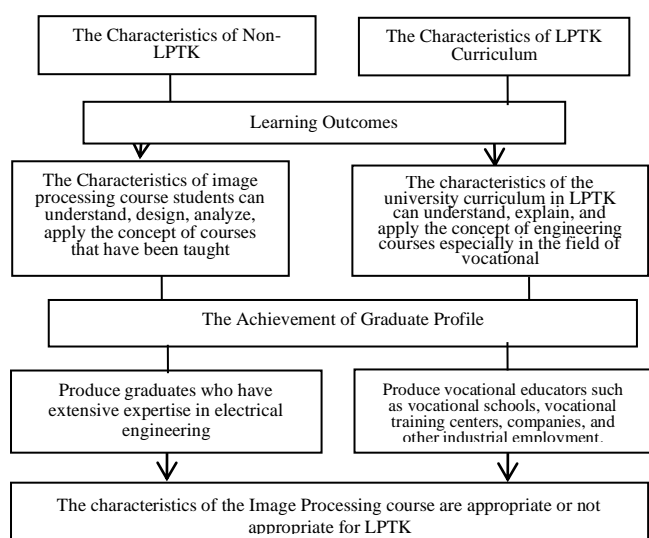 The Characteristics of Non-
LPTK
The Characteristics of LPTK
Curriculum
Learning Outcomes
The Characteristics of image
processing course students can
understand, design, analyze,
apply the concept of courses
that have been taught
The characteristics of the
university curriculum in LPTK
can understand, explain, and
apply the concept of engineering
courses especially in the field of
vocational
The Achievement of Graduate Profile
Produce graduates who have
extensive expertise in electrical
engineering
Produce vocational educators such
as vocational schools, vocational
training centers, companies, and
other industrial employment.
The characteristics of the Image Processing course are appropriate or not
appropriate for LPTK